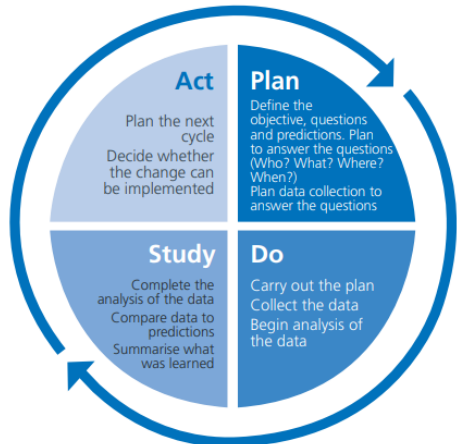 Act
Plan the next
cycle
Decide whether
the change can
be implemented
Plan
Define the
objective, questions
and predictions. Plan
to answer the questions
(Who? What? Where?
When?)
Plan data collection to
answer the questions
Study
Complete the
analysis of the data
Compare data to
predictions
Summarise what
was learned
Do
Carry out the plan
Collect the data
Begin analysis of
the data